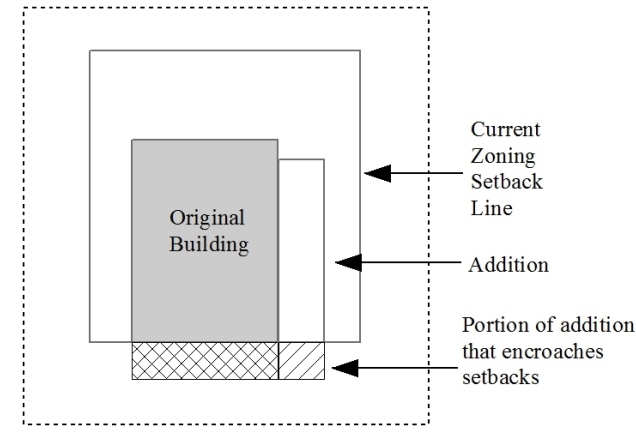 Original
Building
Current
Zoning
Setback
Line
Addition
Portion of addition
that encroaches
setbacks